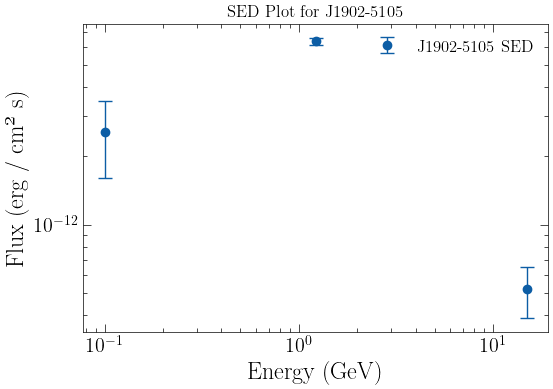 SED Plot for J1902-5105
J1902-5105 SED
Flux (erg / cm² s)
10⁻¹²
10⁻¹ 10⁰ 10¹
Energy (GeV)